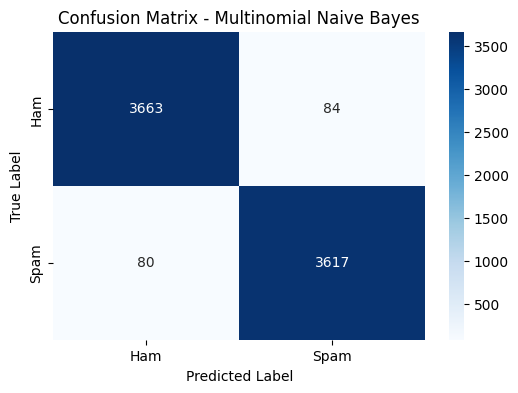 Confusion Matrix - Multinomial Naive Bayes
True Label
Ham
Spam
3663 84
80 3617
Ham Spam
Predicted Label
3500
3000
2500
2000
1500
1000
500